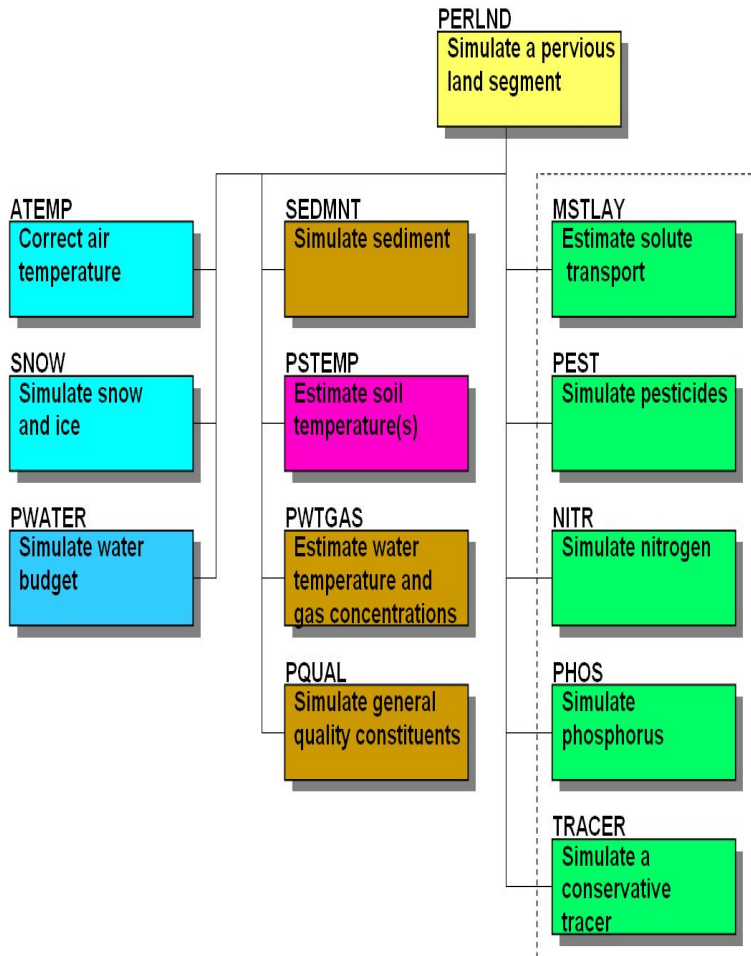 PERLND
Simulate a pervious
land segment
ATEMP
Correct air
temperature
SNOW
Simulate snow
and ice
PWATER
Simulate water
budget
SEDMNT
Simulate sediment
PSTEMP
Estimate soil
temperature(s)
PWTGAS
Estimate water
temperature and
gas concentrations
PQUAL
Simulate general
quality constituents
MSTLAY
Estimate solute
transport
PEST
Simulate pesticides
NITR
Simulate nitrogen
PHOS
Simulate
phosphorus
TRACER
Simulate a
conservative
tracer